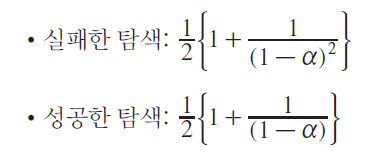 • 실패한 탐색: 1/2{1 + 1/(1 − α)²}
• 성공한 탐색: 1/2{1 + 1/(1 − α)}